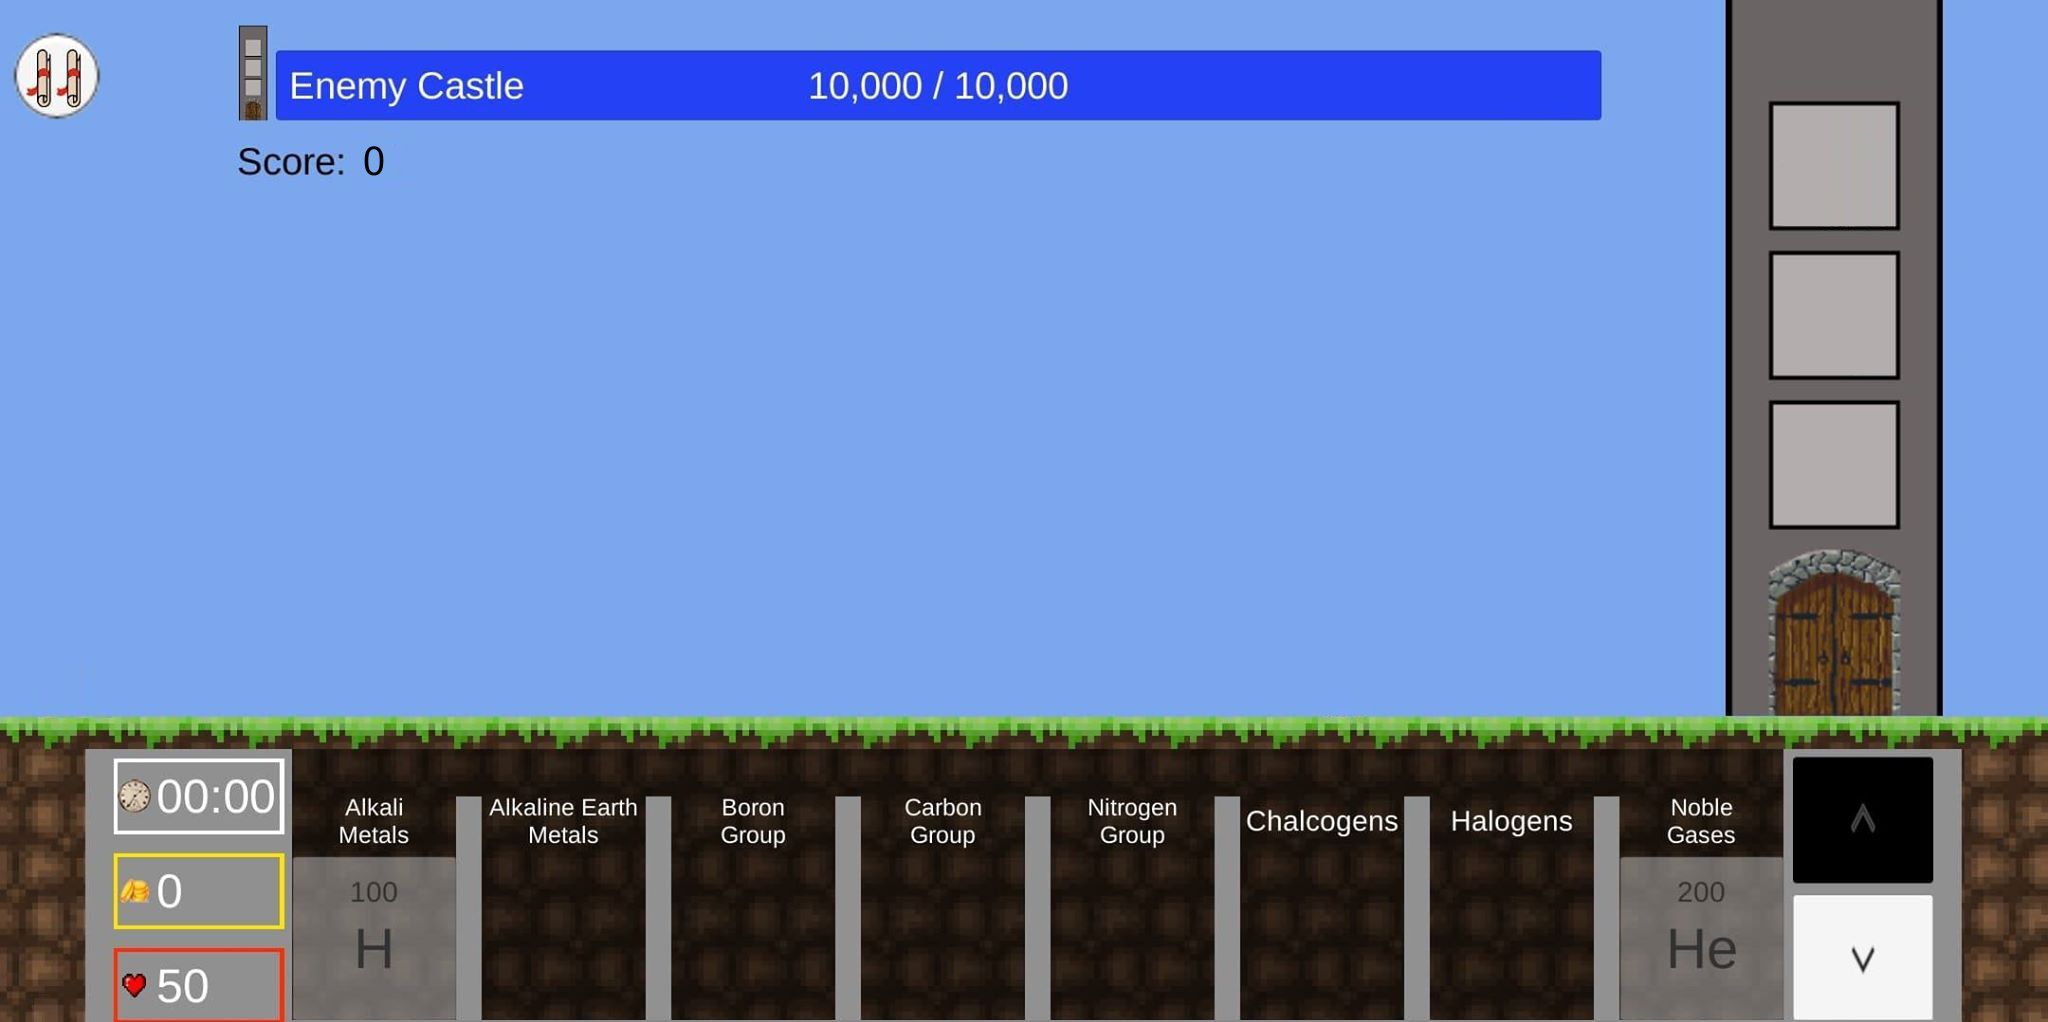 Enemy Castle 10,000 / 10,000
Score: 0
00:00
0
50
Alkali
Metals
100
H
Alkaline Earth
Metals
Boron
Group
Carbon
Group
Nitrogen
Group
Chalcogens
Halogens
Noble
Gases
200
He